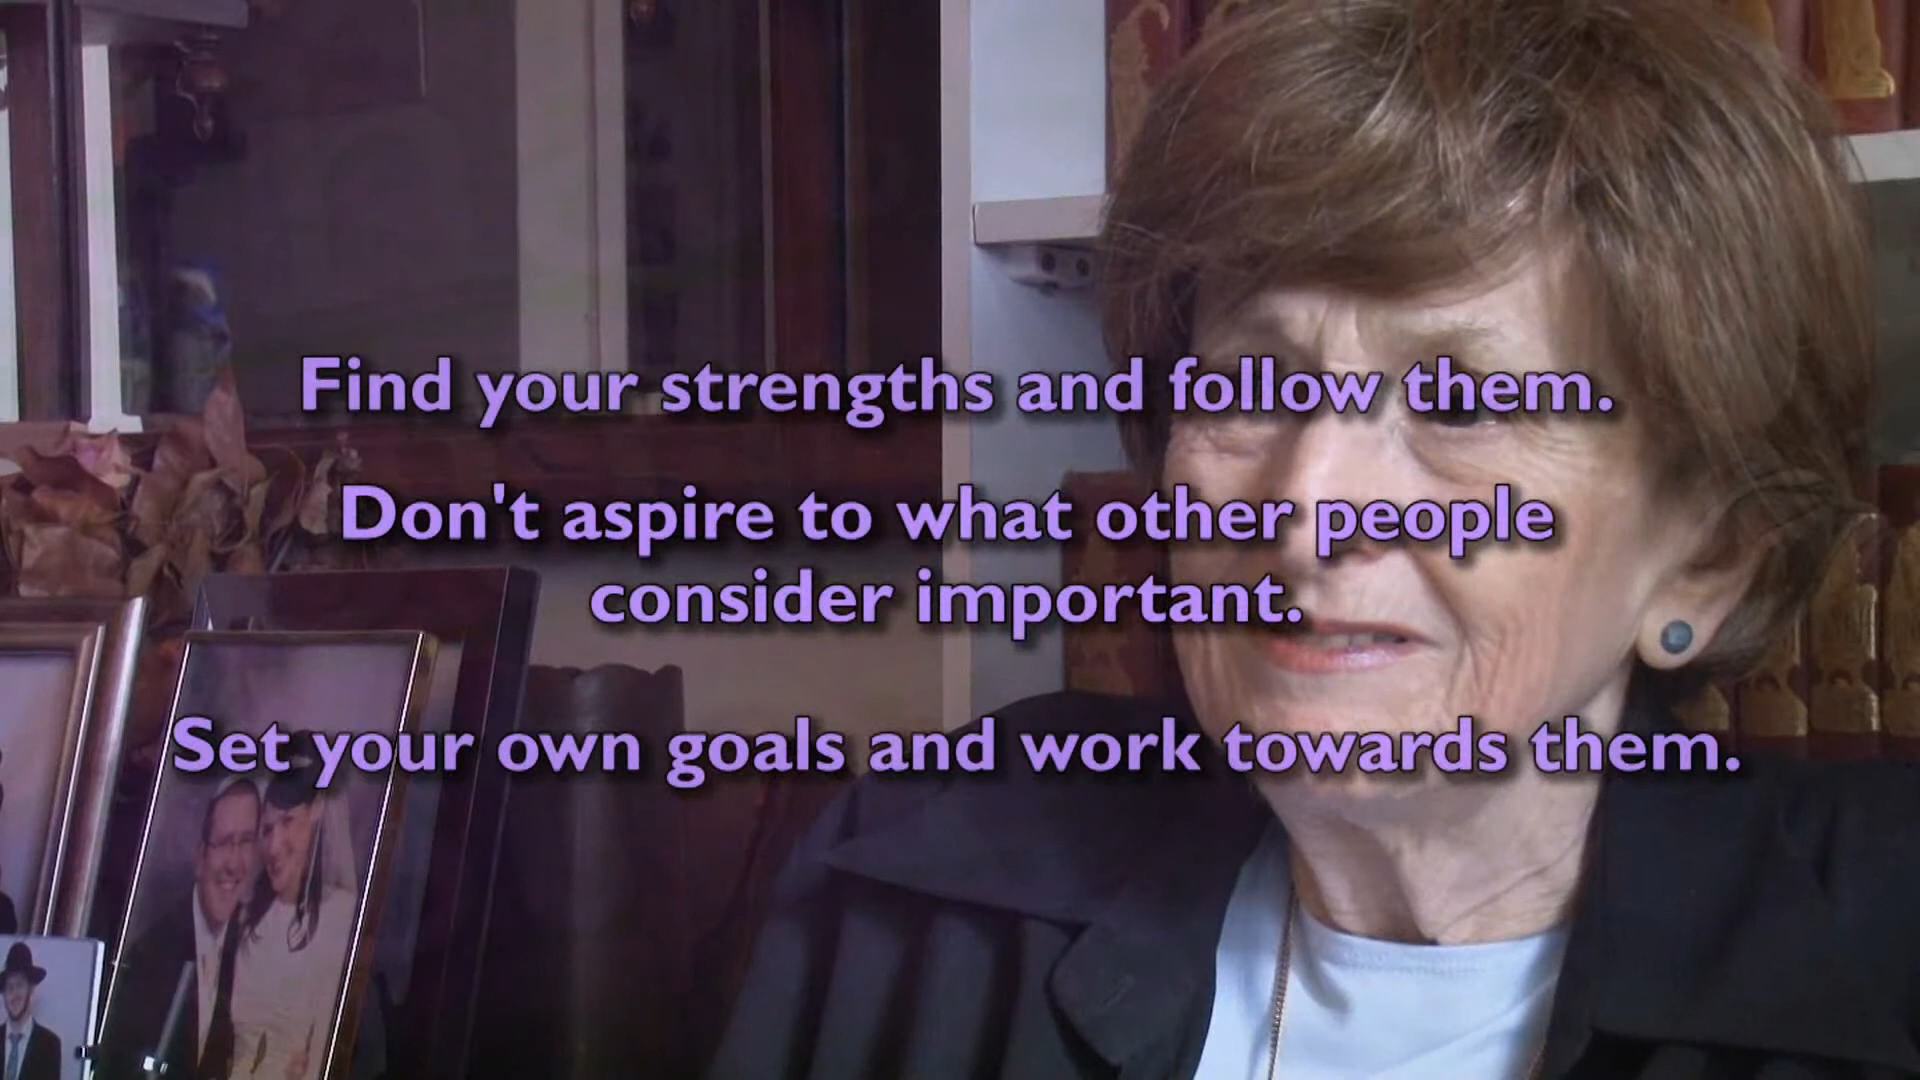 Find your strengths and follow them.
Don't aspire to what other people
consider important.
Set your own goals and work towards them.